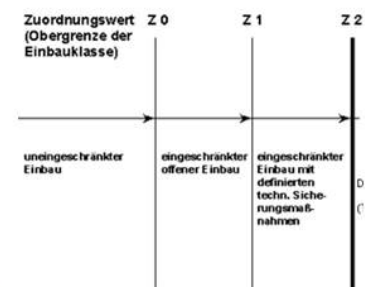 Zuordnungswert Z 0 Z 1 Z 2
(Obergrenze der
Einbauklasse)
uneingeschränkter
Einbau
eingeschränkter
offener Einbau
eingeschränkter
Einbau mit
definierten
techn. Siche-
rungsmaß-
nahmen
D
(